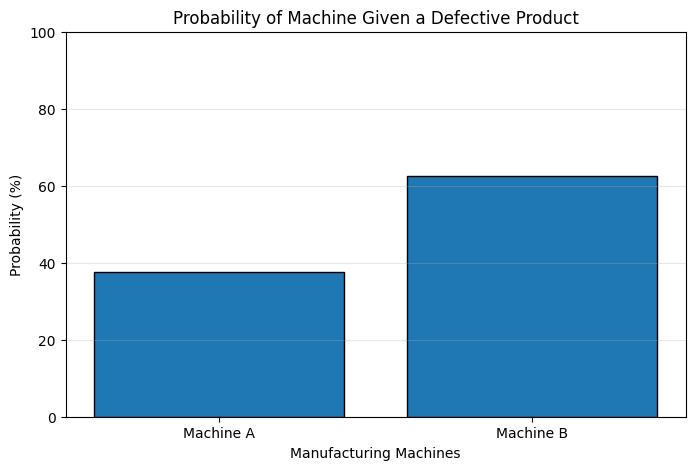 Probability of Machine Given a Defective Product
100
80
60
40
20
0
Probability (%)
Machine A
Machine B
Manufacturing Machines